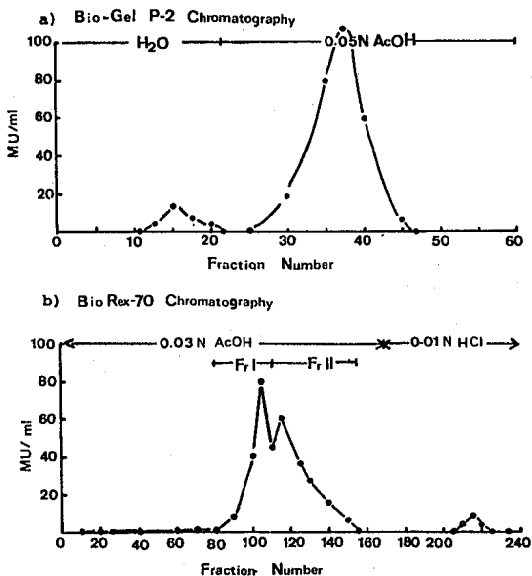 a) Bio-Gel P-2 Chromatography
H2O 0.05N AcOH
MU/ml
100
80
60
40
20
0 10 20 30 40 50 60
Fraction Number
b) Bio Rex-70 Chromatography
0.03 N AcOH 0·01 N HCl
Fr I Fr II
MU/ml
100
80
60
40
20
0 20 40 60 80 100 120 140 160 180 200 220 240
Fraction Number